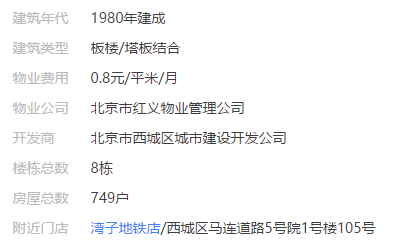 建筑年代 1980年建成
建筑类型 板楼/塔板结合
物业费用 0.8元/平米/月
物业公司 北京市红义物业管理公司
开发商 北京市西城区城市建设开发公司
楼栋总数 8栋
房屋总数 749户
附近门店 湾子地铁店/西城区马连道路5号院1号楼105号